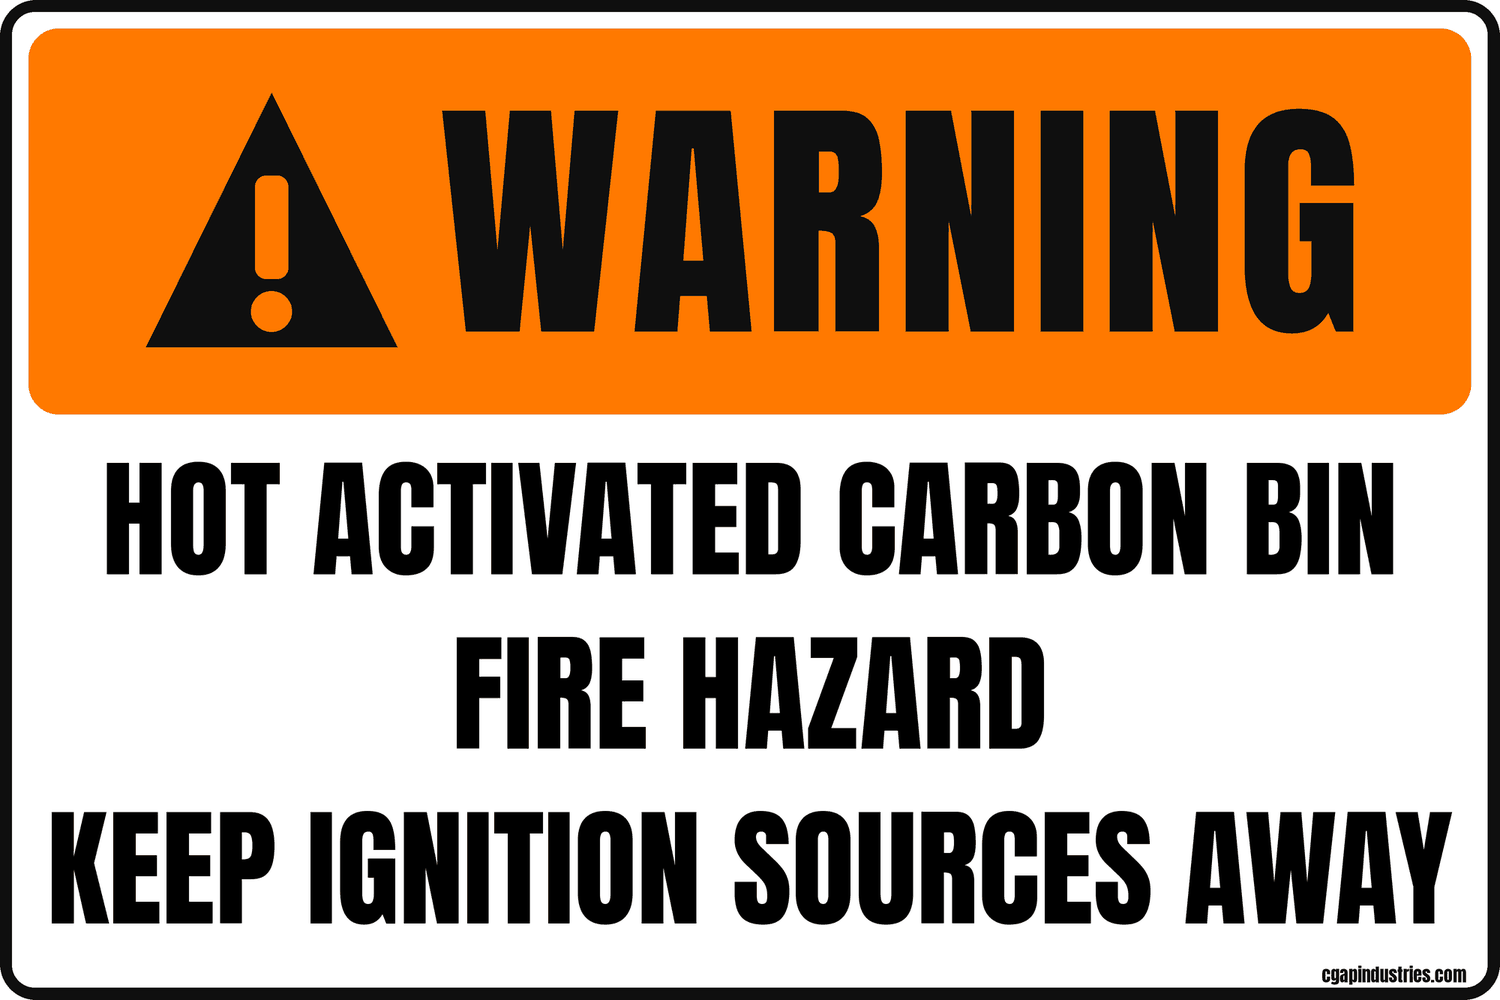 WARNING
HOT ACTIVATED CARBON BIN
FIRE HAZARD
KEEP IGNITION SOURCES AWAY
cgapindustries.com